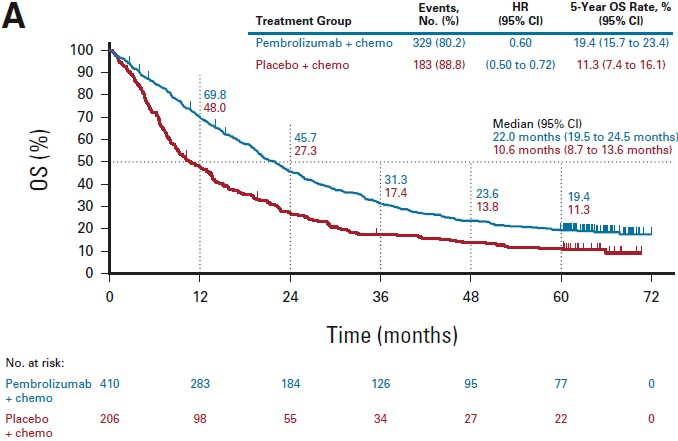 A
Treatment Group Events, No. (%) HR (95% CI) 5-Year OS Rate, % (95% CI)
Pembrolizumab + chemo 329 (80.2) 0.60 19.4 (15.7 to 23.4)
Placebo + chemo 183 (88.8) (0.50 to 0.72) 11.3 (7.4 to 16.1)
100
90
80
70
60
50
40
30
20
10
0
OS (%)
69.8
48.0
45.7
27.3
31.3
17.4
23.6
13.8
19.4
11.3
Median (95% CI)
22.0 months (19.5 to 24.5 months)
10.6 months (8.7 to 13.6 months)
0 12 24 36 48 60 72
Time (months)
No. at risk:
Pembrolizumab + chemo 410 283 184 126 95 77 0
Placebo + chemo 206 98 55 34 27 22 0